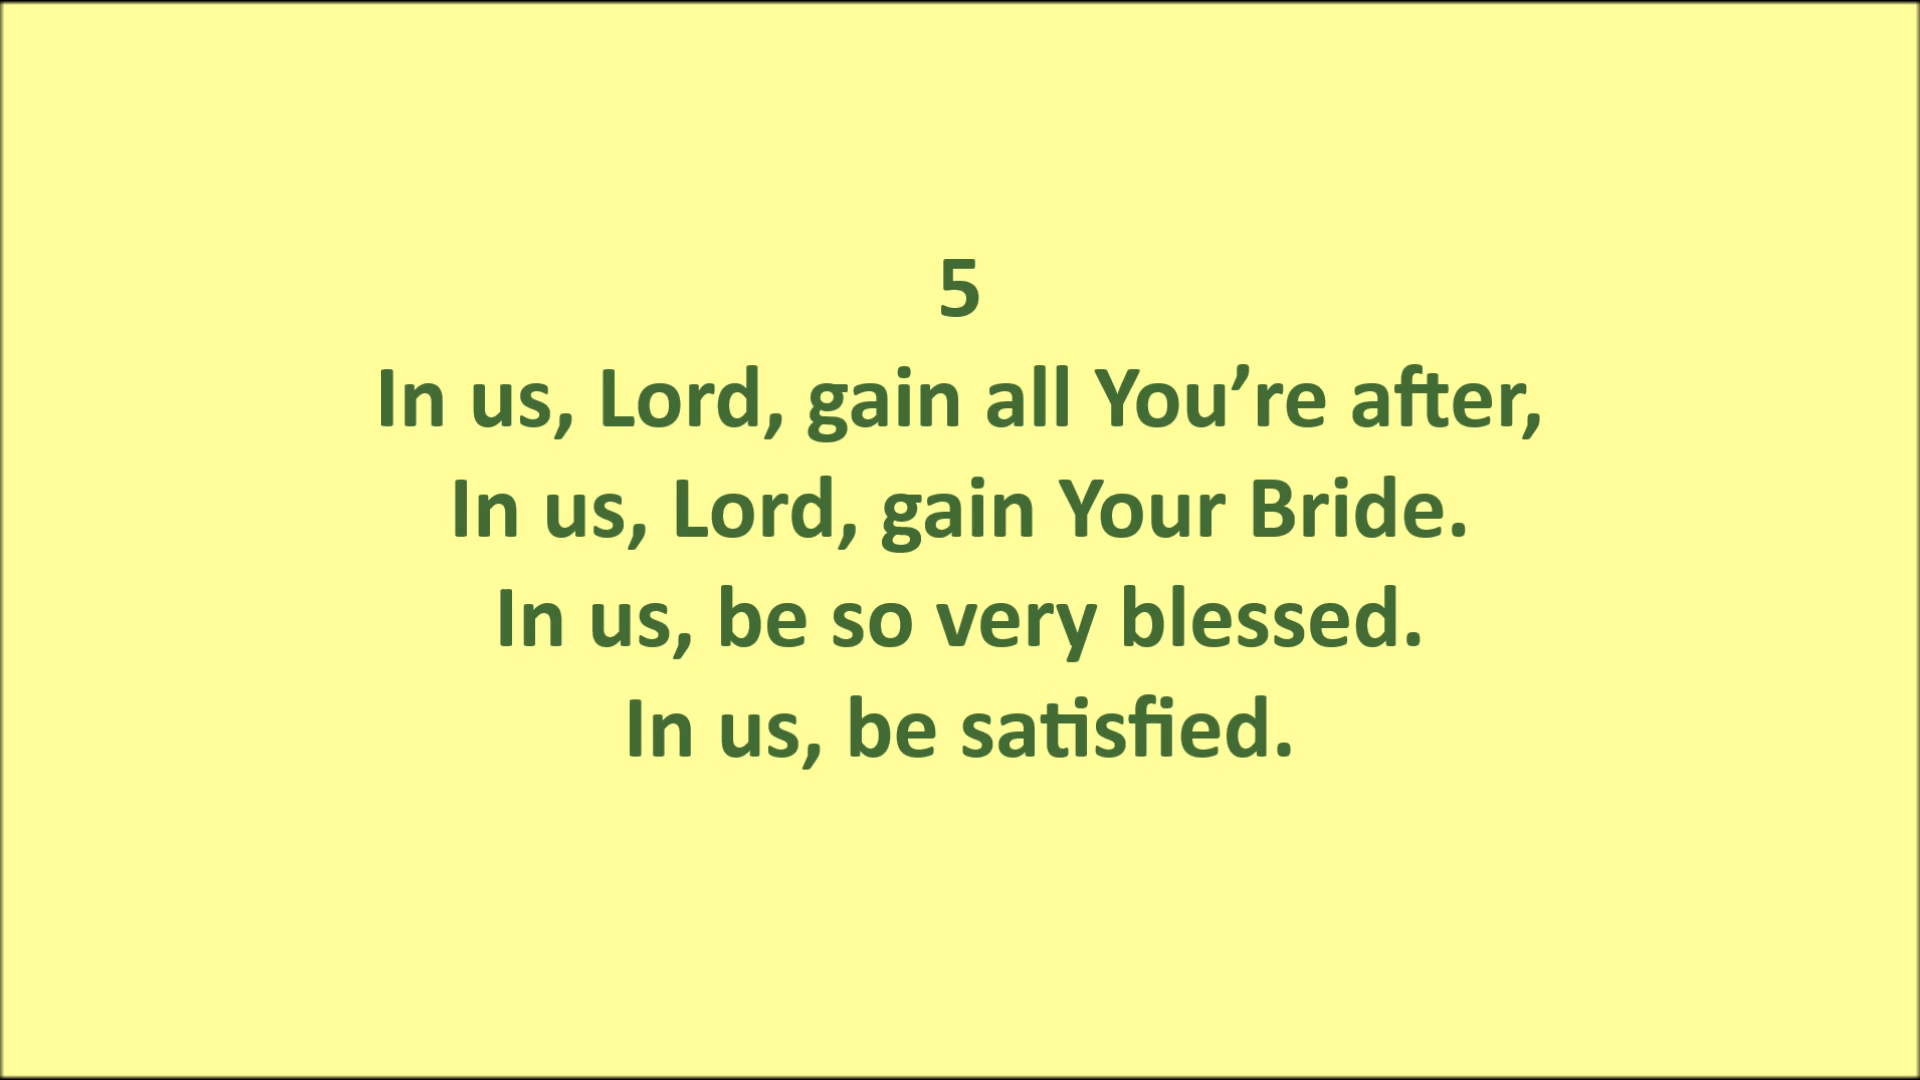 5
In us, Lord, gain all You’re after,
In us, Lord, gain Your Bride.
In us, be so very blessed.
In us, be satisfied.